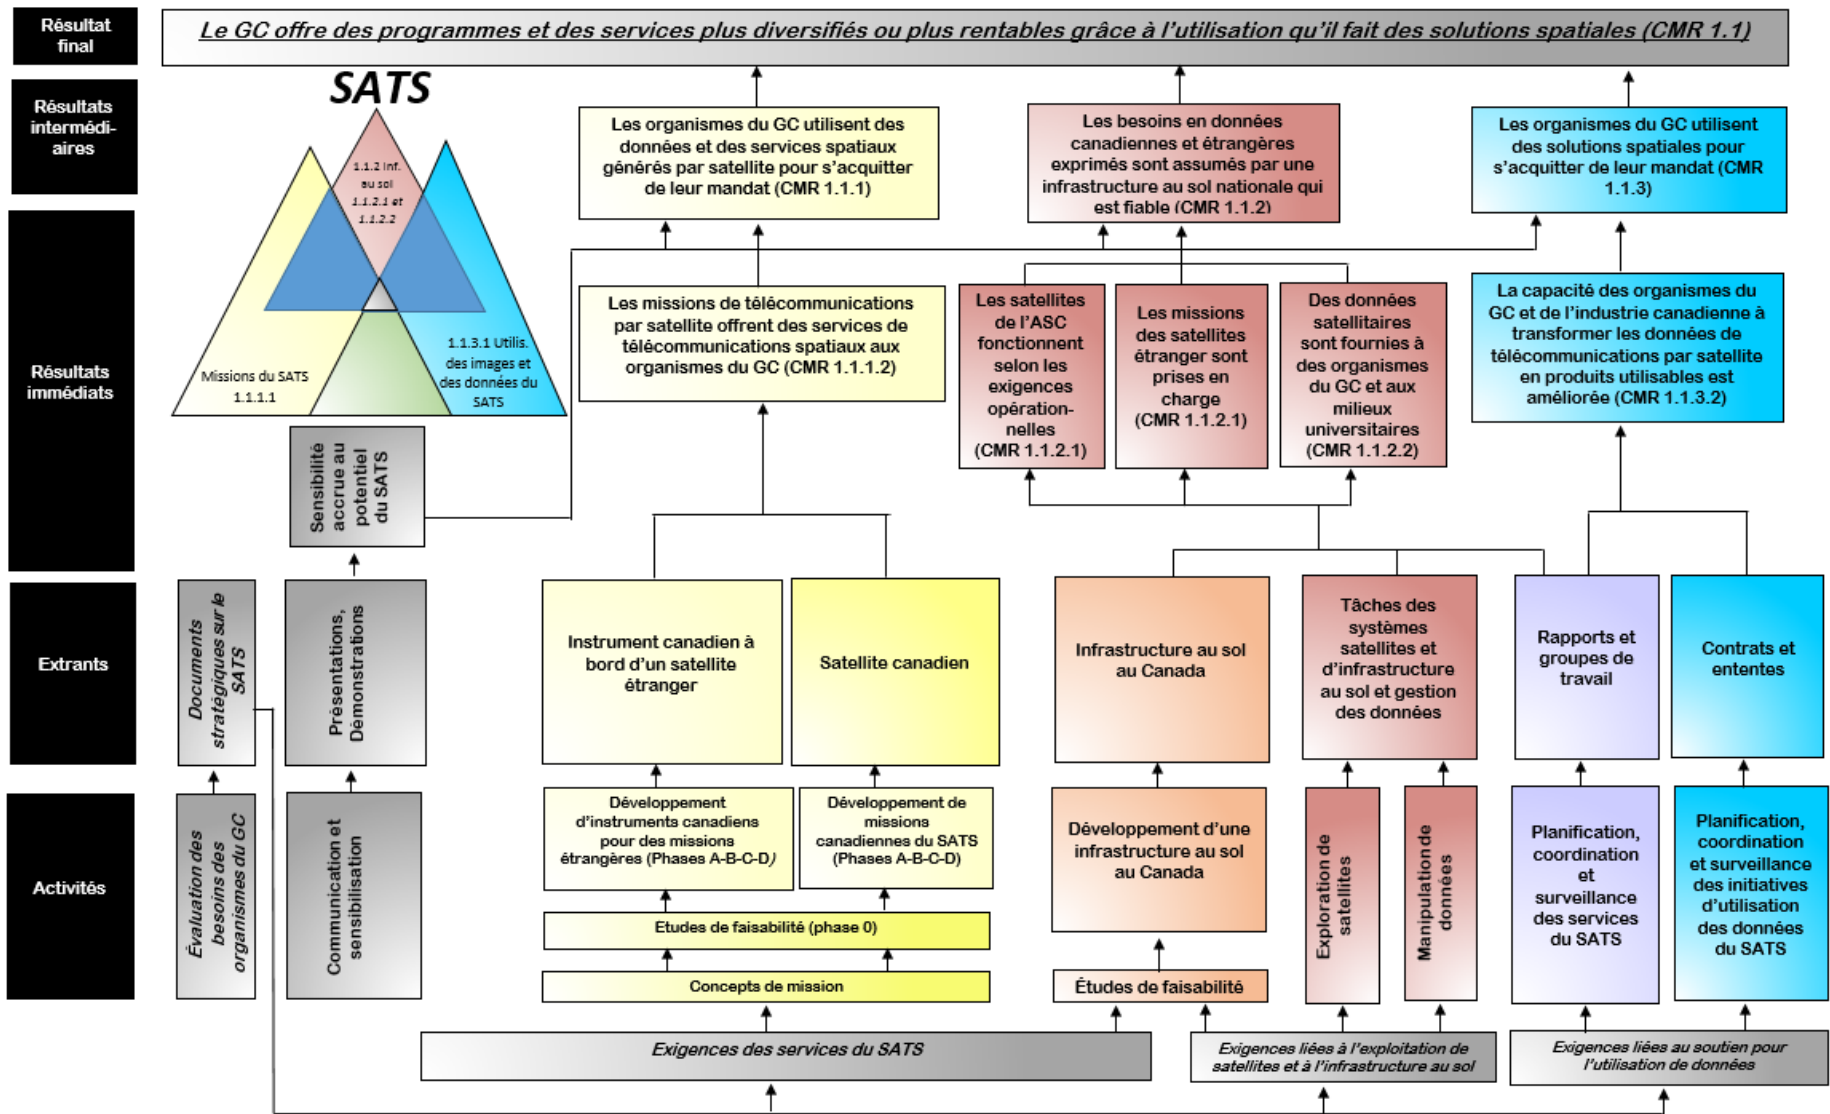 Résultat
final
Le GC offre des programmes et des services plus diversifiés ou plus rentables grâce à l'utilisation qu'il fait des solutions spatiales (CMR 1.1)
Résultats
intermédi-
aires
SATS
1.1.2 Inf.
au sol
1.1.2.1 et
1.1.2.2
Missions du SATS
1.1.1.1
1.1.3.1 Utilis.
des images et
des données du
SATS
Les organismes du GC utilisent des
données et des services spatiaux
générés par satellite pour s'acquitter
de leur mandat (CMR 1.1.1)
Les besoins en données
canadiennes et étrangères
exprimés sont assumés par une
infrastructure au sol nationale qui
est fiable (CMR 1.1.2)
Les organismes du GC utilisent
des solutions spatiales pour
s'acquitter de leur mandat (CMR
1.1.3)
Résultats
immédiats
Les missions de télécommunications
par satellite offrent des services de
télécommunications spatiaux aux
organismes du GC (CMR 1.1.1.2)
Les satellites
de l'ASC
fonctionnent
selon les
exigences
opération-
nelles
(CMR 1.1.2.1)
Les missions
des satellites
étranger sont
prises en
charge
(CMR 1.1.2.1)
Des données
satellitaires
sont fournies à
des organismes
du GC et aux
milieux
universitaires
(CMR 1.1.2.2)
La capacité des organismes du
GC et de l'industrie canadienne à
transformer les données de
télécommunications par satellite
en produits utilisables est
améliorée (CMR 1.1.3.2)
Sensibilité
accrue au
potentiel
du SATS
Extrants
Documents
stratégiques sur le
SATS
Présentations,
Démonstrations
Instrument canadien à
bord d'un satellite
étranger
Satellite canadien
Infrastructure au sol
au Canada
Tâches des
systèmes
satellites et
d'infrastructure
au sol et gestion
des données
Rapports et
groupes de
travail
Contrats et
ententes
Activités
Évaluation des
besoins des
organismes du GC
Communication et
sensibilisation
Développement
d'instruments canadiens
pour des missions
étrangères (Phases A-B-C-D)
Développement de
missions
canadiennes du SATS
(Phases A-B-C-D)
Etudes de faisabilité (phase 0)
Concepts de mission
Développement d'une
infrastructure au sol
au Canada
Études de faisabilité
Exploration de
satellites
Manipulation de
données
Planification,
coordination
et
surveillance
des services
du SATS
Planification,
coordination
et surveillance
des initiatives
d'utilisation
des données
du SATS
Exigences des services du SATS
Exigences liées à l'exploitation de
satellites et à l'infrastructure au sol
Exigences liées au soutien pour
l'utilisation de données